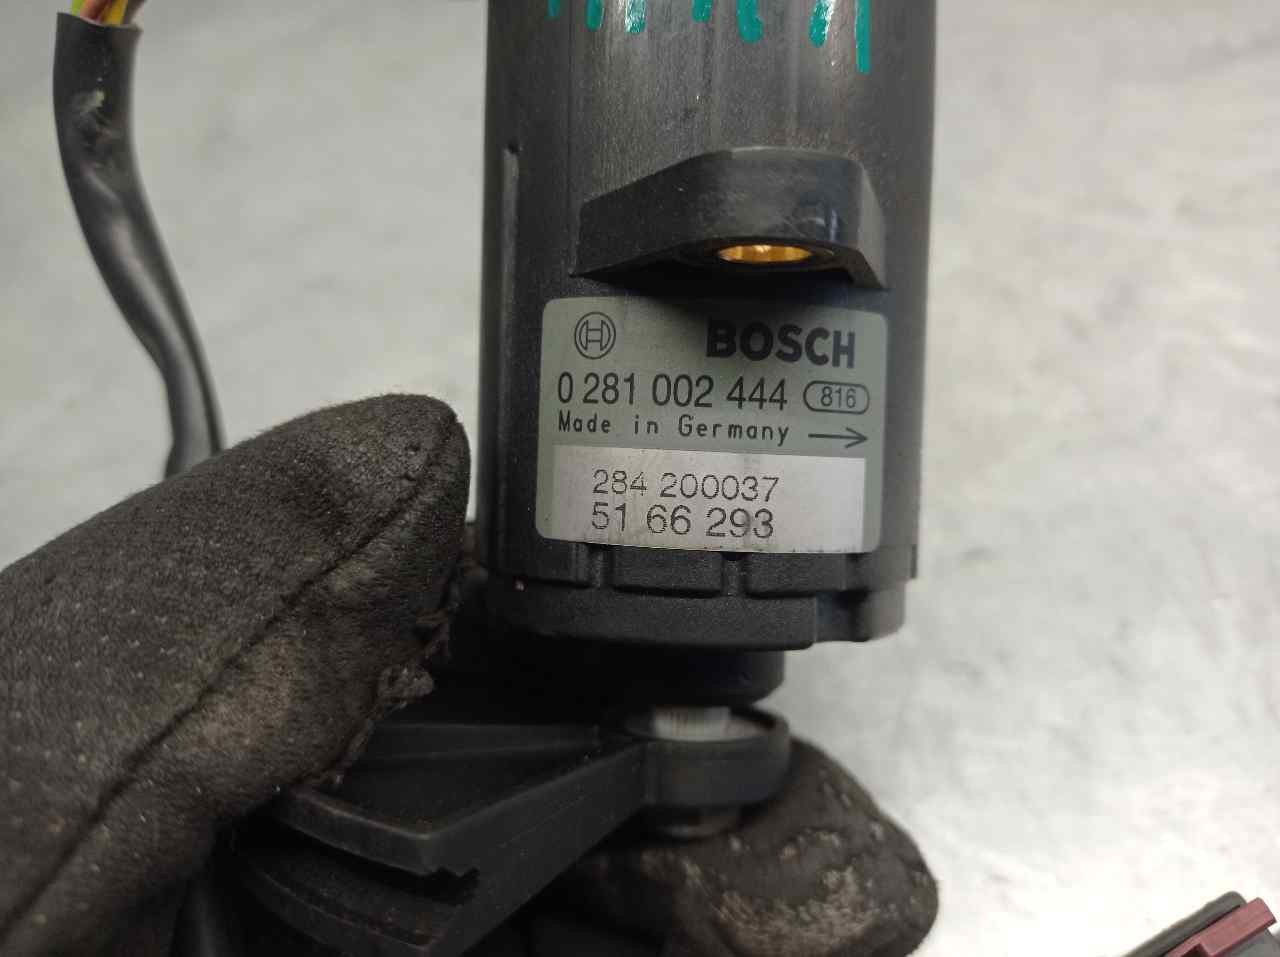 BOSCH
0 281 002 444 816
Made in Germany →
284 200037
51 66 293